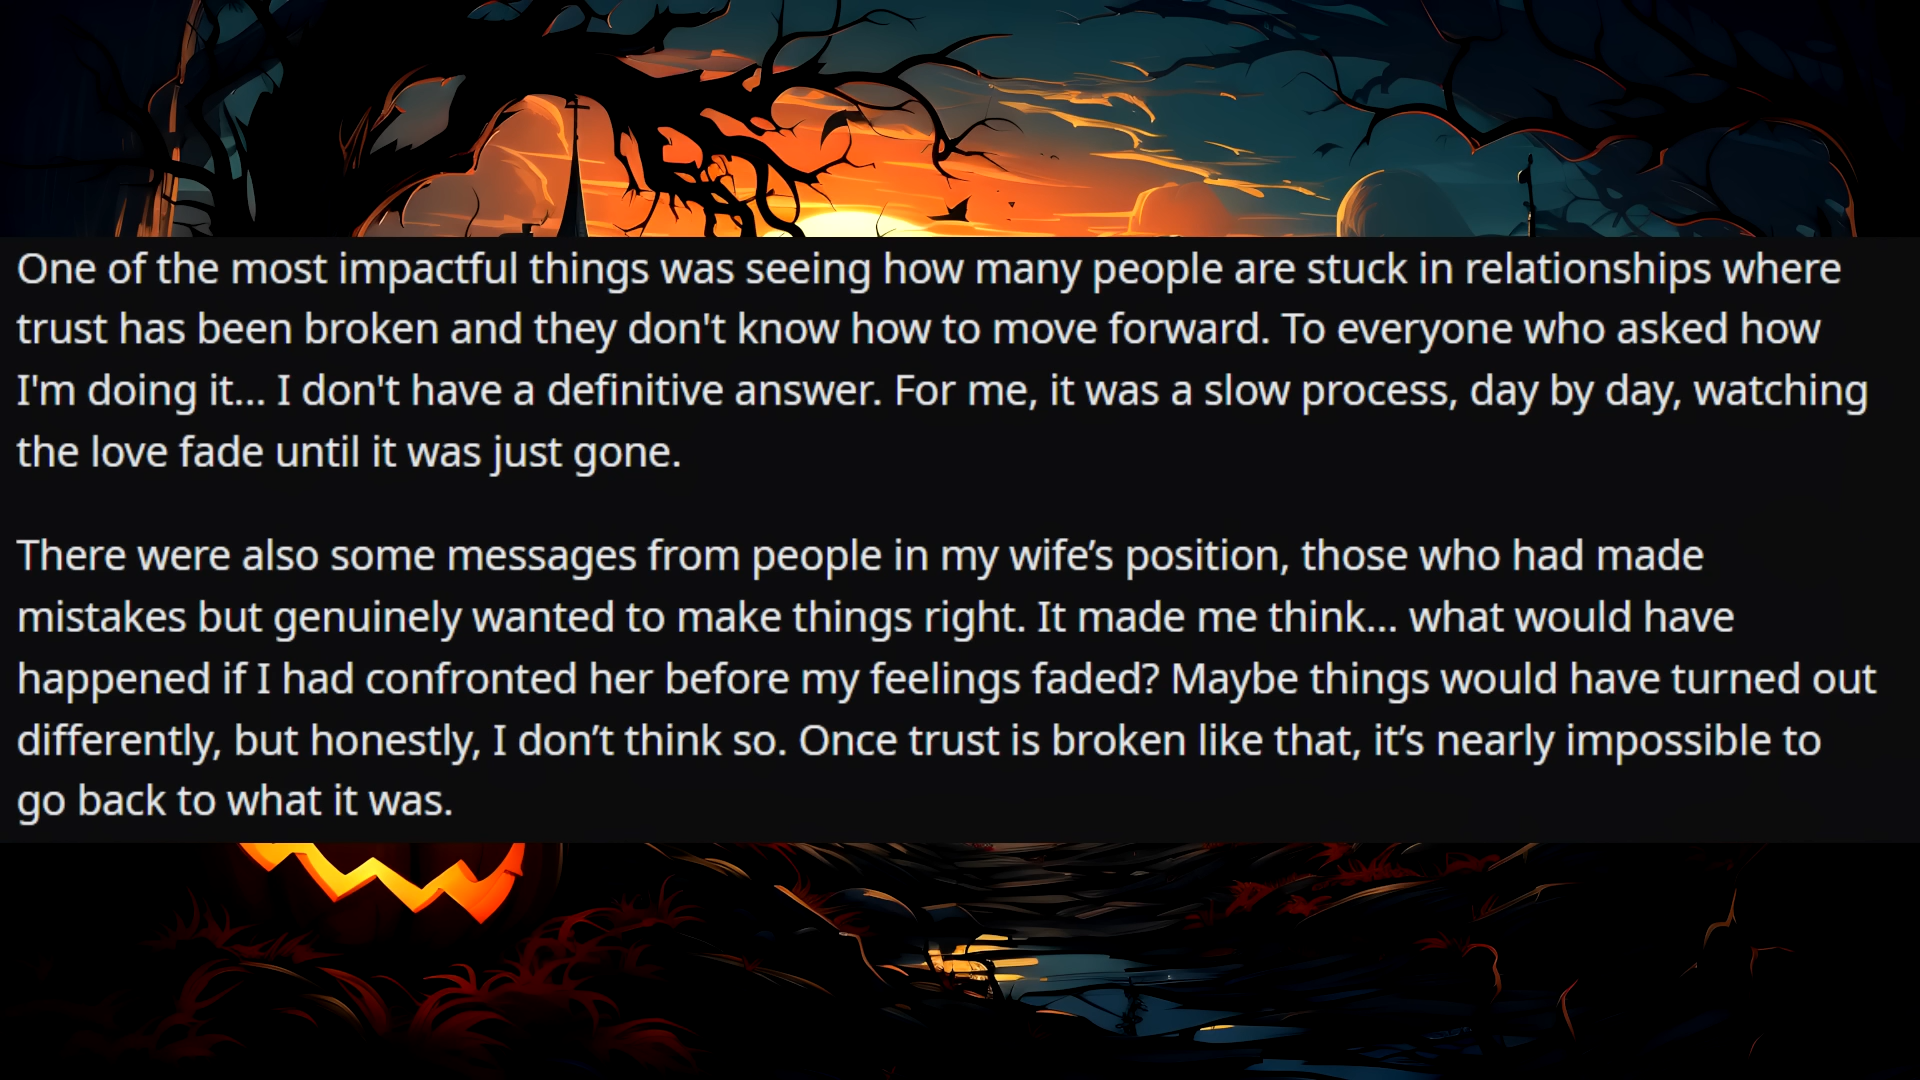 One of the most impactful things was seeing how many people are stuck in relationships where
trust has been broken and they don't know how to move forward. To everyone who asked how
I'm doing it... I don't have a definitive answer. For me, it was a slow process, day by day, watching
the love fade until it was just gone.
There were also some messages from people in my wife’s position, those who had made
mistakes but genuinely wanted to make things right. It made me think... what would have
happened if I had confronted her before my feelings faded? Maybe things would have turned out
differently, but honestly, I don’t think so. Once trust is broken like that, it’s nearly impossible to
go back to what it was.